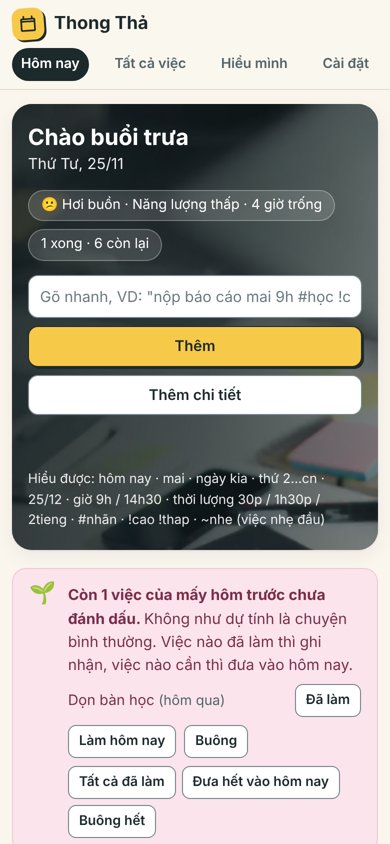 Thong Thả
Hôm nay
Tất cả việc
Hiểu mình
Cài đặt
Chào buổi trưa
Thứ Tư, 25/11
😕 Hơi buồn · Năng lượng thấp · 4 giờ trống
1 xong · 6 còn lại
Gõ nhanh, VD: "nộp báo cáo mai 9h #học !c
Thêm
Thêm chi tiết
Hiểu được: hôm nay · mai · ngày kia · thứ 2...cn ·
25/12 · giờ 9h / 14h30 · thời lượng 30p / 1h30p /
2tieng · #nhãn · !cao !thap · ~nhe (việc nhẹ đầu)
Còn 1 việc của mấy hôm trước chưa
đánh dấu. Không như dự tính là chuyện
bình thường. Việc nào đã làm thì ghi
nhận, việc nào cần thì đưa vào hôm nay.
Dọn bàn học (hôm qua)
Đã làm
Làm hôm nay
Buông
Tất cả đã làm
Đưa hết vào hôm nay
Buông hết